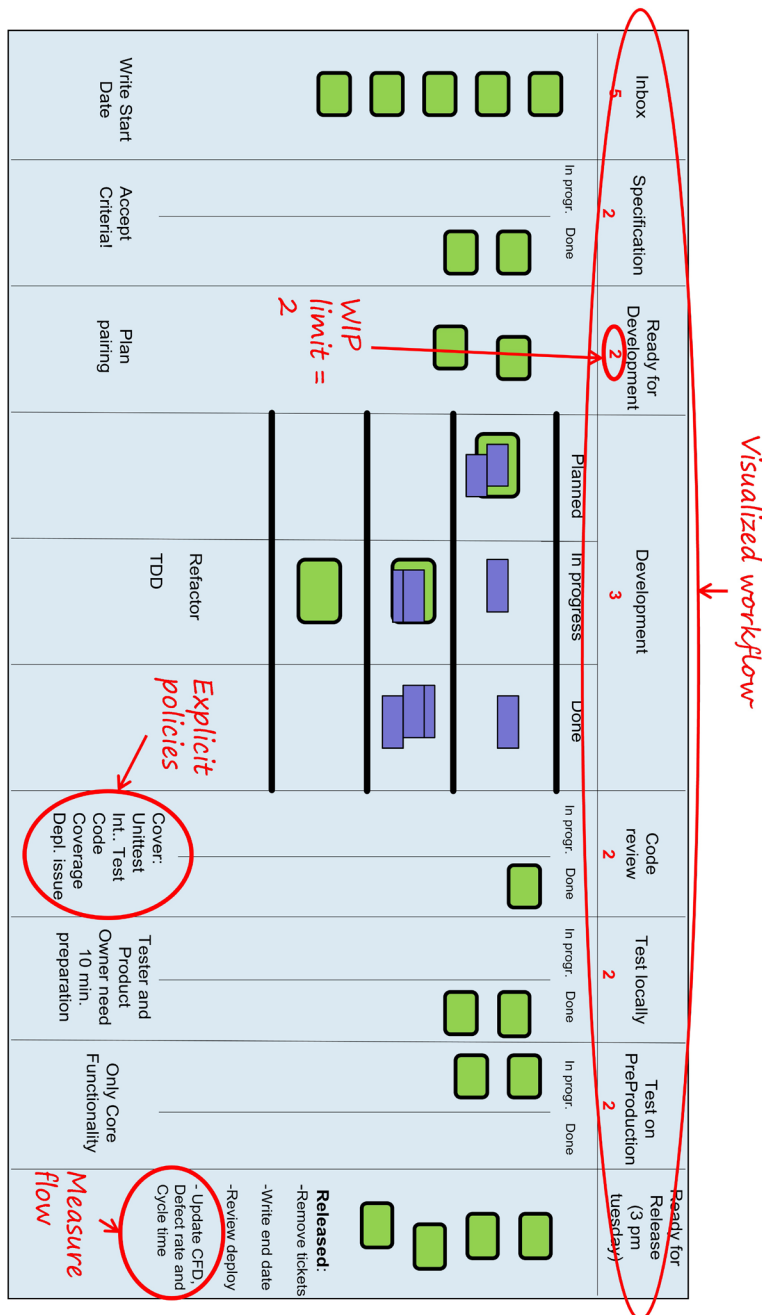 Visualized workflow
Inbox
5
Specification
2
Ready for
Development
2
Development
3
Code
review
2
Test locally
2
Test on
PreProduction
2
Ready for
Release
(3 pm
tuesday)
In progr.
Done
Planned
In progress
Done
In progr.
Done
In progr.
Done
In progr.
Done
WIP
limit =
2
Explicit
policies
Write Start
Date
Accept
Criteria!
Plan
pairing
Refactor
TDD
Cover:
Unittest
Int.. Test
Code
Coverage
Depl. issue
Tester and
Product
Owner need
10 min.
preparation
Only Core
Functionality
Released:
-Remove tickets
-Write end date
-Review deploy
- Update CFD,
Defect rate and
Cycle time
Measure
flow